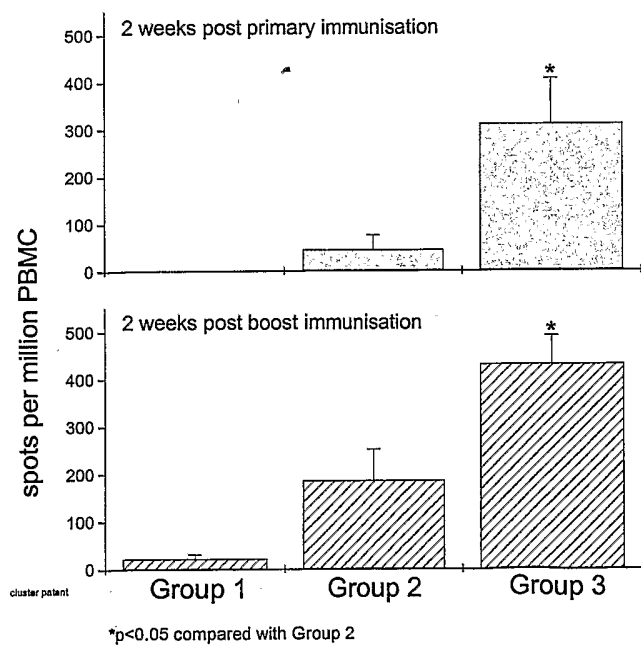 500
2 weeks post primary immunisation
*
400
300
200
100
0
spots per million PBMC
2 weeks post boost immunisation
*
500
400
300
200
100
0
cluster patent
Group 1 Group 2 Group 3
*p<0.05 compared with Group 2